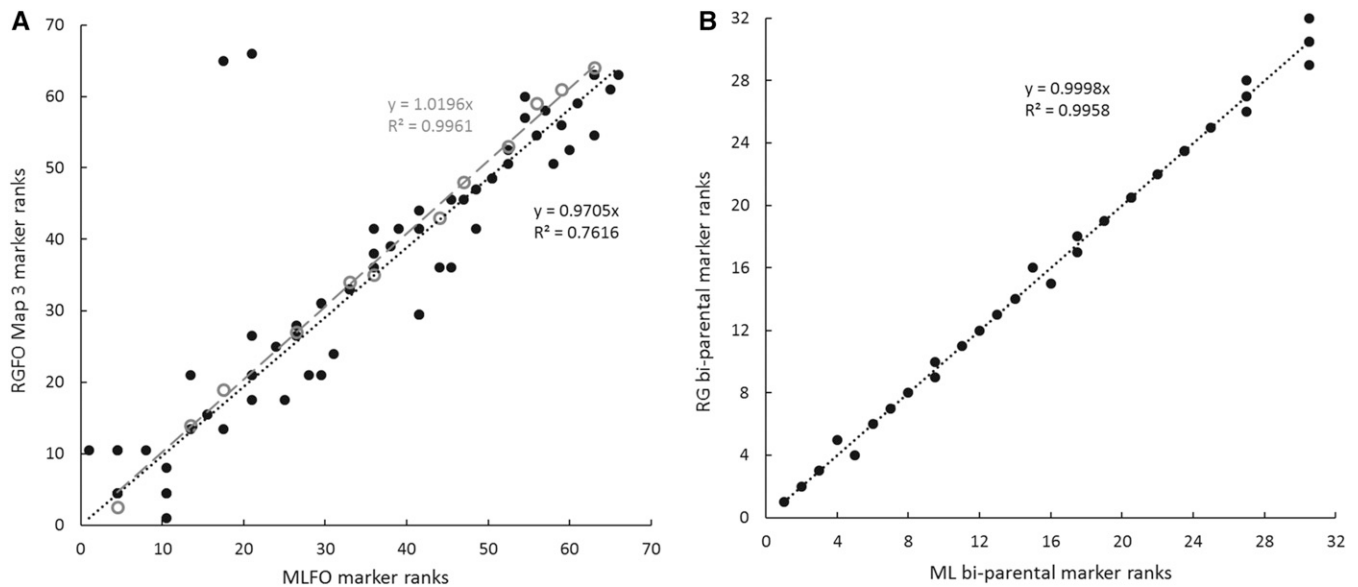 A
70
60
50
40
30
20
10
0
RGFO Map 3 marker ranks
y = 1.0196x
R² = 0.9961
y = 0.9705x
R² = 0.7616
0 10 20 30 40 50 60 70
MLFO marker ranks
B
32
28
24
20
16
12
8
4
0
RG bi-parental marker ranks
y = 0.9998x
R² = 0.9958
0 4 8 12 16 20 24 28 32
ML bi-parental marker ranks